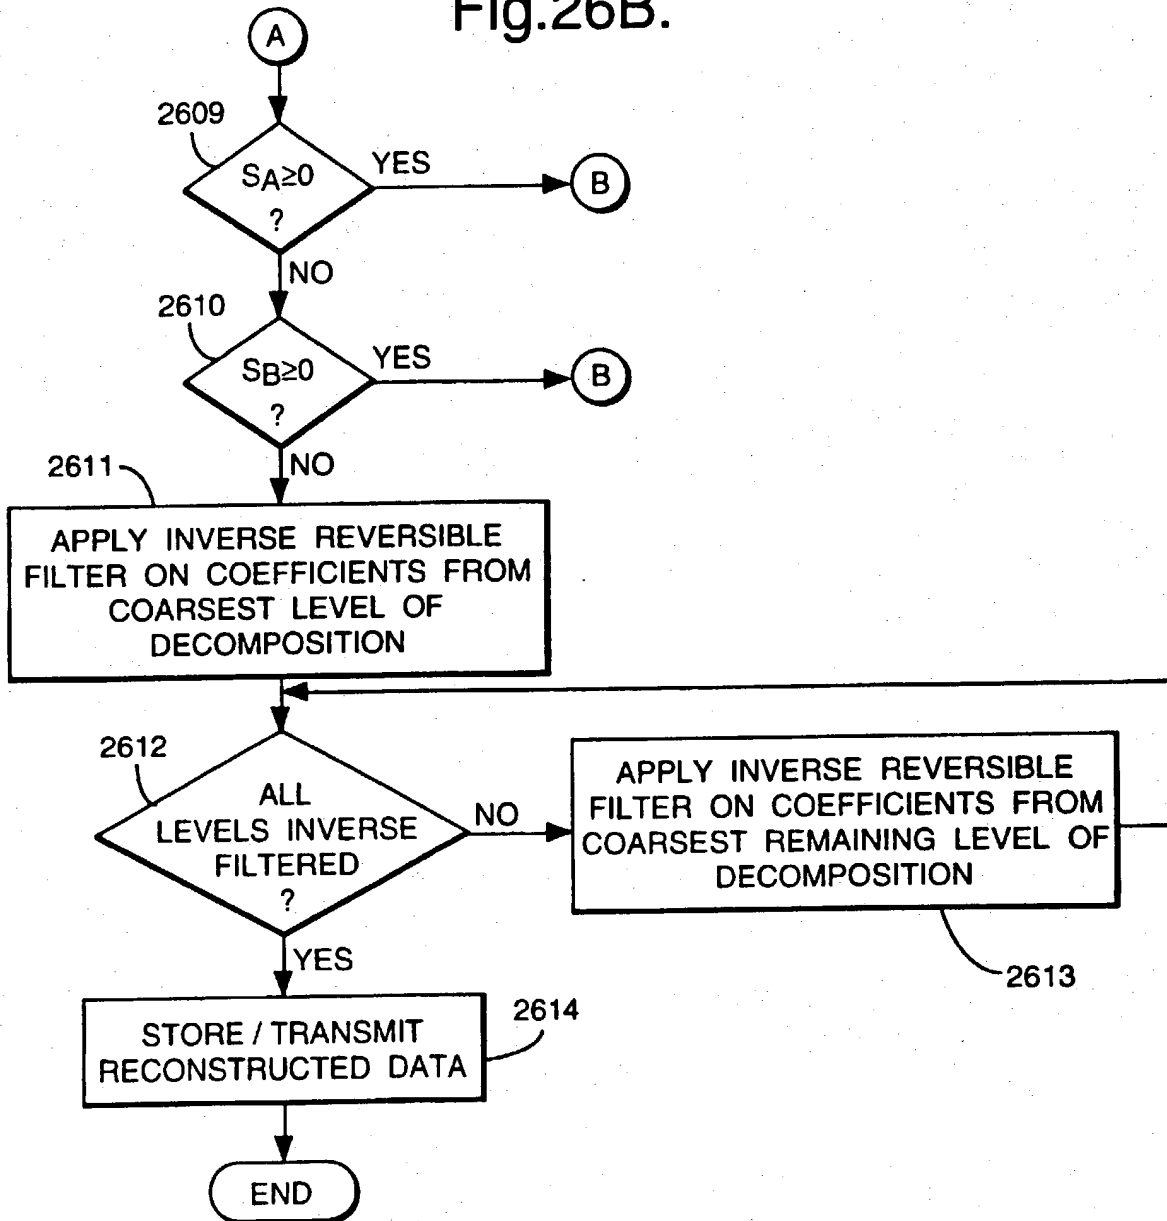 Fig.26B.
A
2609
SA≥0
?
YES
B
NO
2610
SB≥0
?
YES
B
NO
2611
APPLY INVERSE REVERSIBLE
FILTER ON COEFFICIENTS FROM
COARSEST LEVEL OF
DECOMPOSITION
2612
ALL
LEVELS INVERSE
FILTERED
?
NO
APPLY INVERSE REVERSIBLE
FILTER ON COEFFICIENTS FROM
COARSEST REMAINING LEVEL OF
DECOMPOSITION
2613
YES
STORE / TRANSMIT
RECONSTRUCTED DATA
2614
END